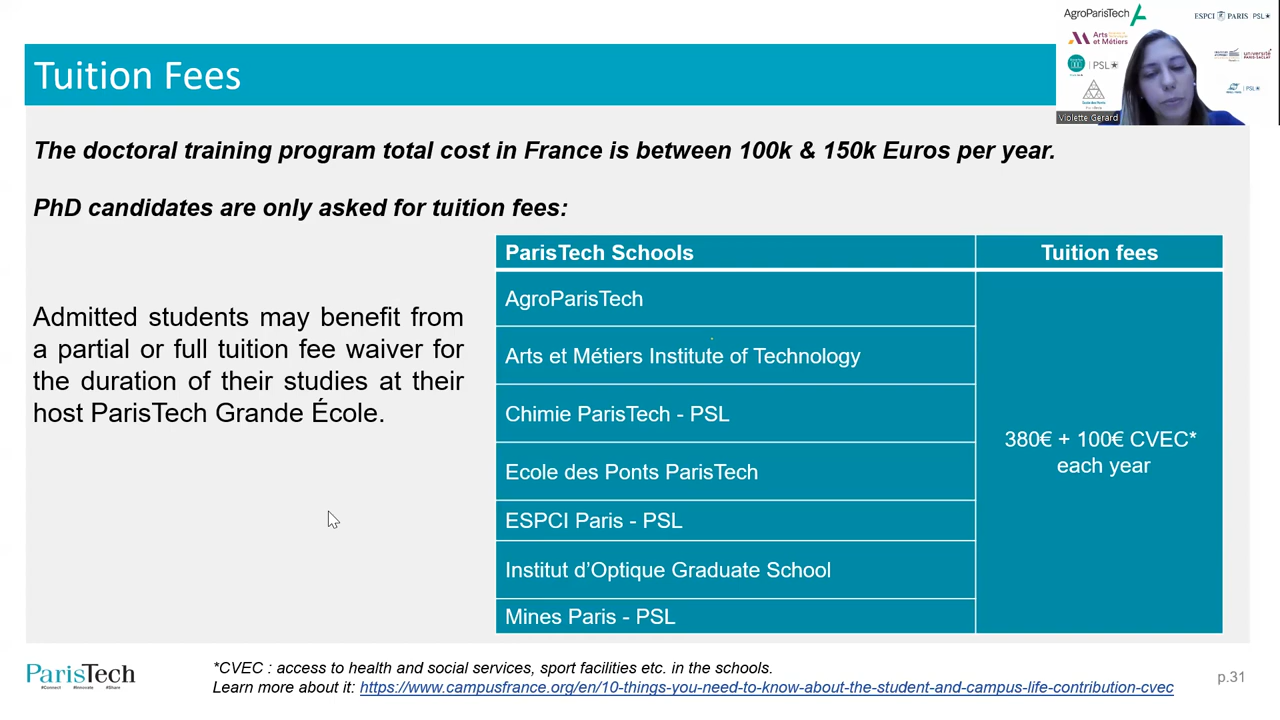 AgroParisTech
ESPCI PARIS PSL
Arts
et Métiers
PSL
PSL
Violette Gerard
Tuition Fees
The doctoral training program total cost in France is between 100k & 150k Euros per year.
PhD candidates are only asked for tuition fees:
Admitted students may benefit from
a partial or full tuition fee waiver for
the duration of their studies at their
host ParisTech Grande École.
ParisTech Schools
Tuition fees
AgroParisTech
Arts et Métiers Institute of Technology
Chimie ParisTech - PSL
Ecole des Ponts ParisTech
ESPCI Paris - PSL
Institut d’Optique Graduate School
Mines Paris - PSL
380€ + 100€ CVEC*
each year
ParisTech
#Connect #Innovate #Share
*CVEC : access to health and social services, sport facilities etc. in the schools.
Learn more about it: https://www.campusfrance.org/en/10-things-you-need-to-know-about-the-student-and-campus-life-contribution-cvec
p.31